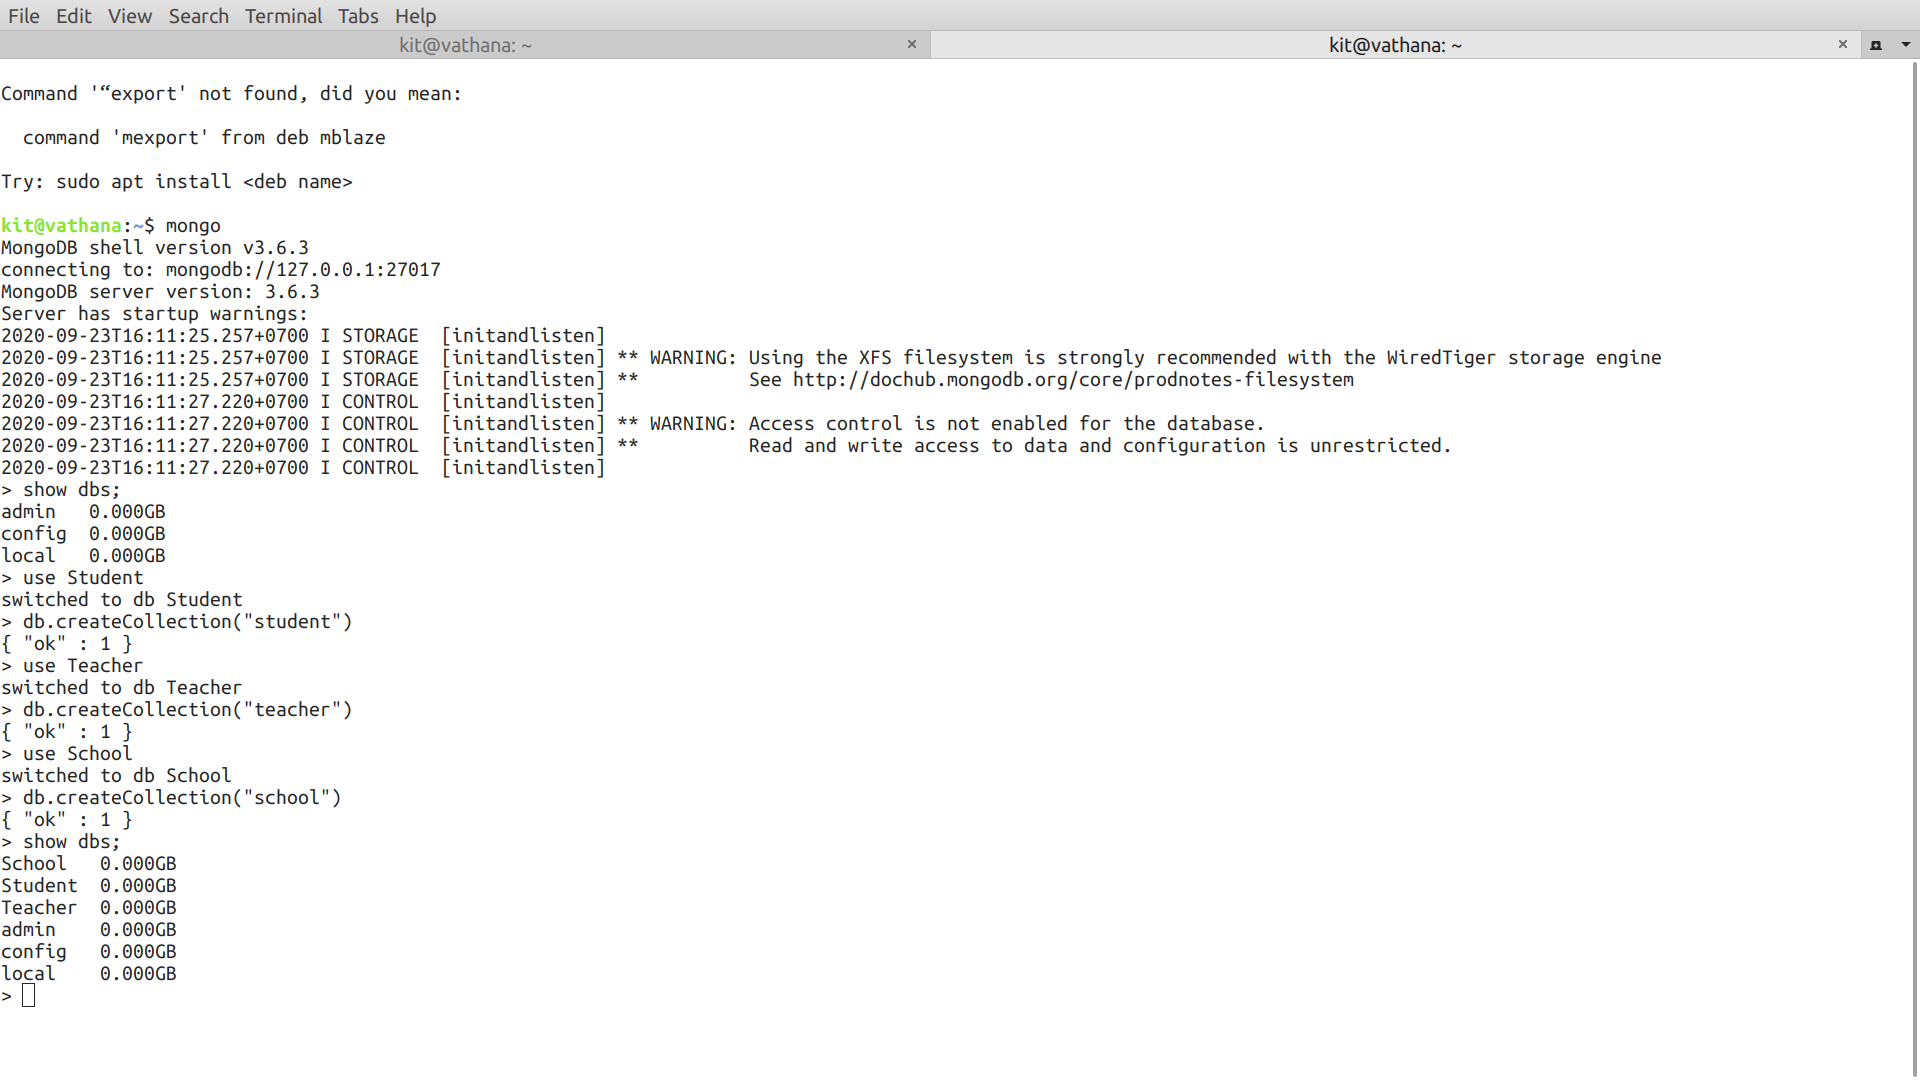 File Edit View Search Terminal Tabs Help
kit@vathana: ~ × kit@vathana: ~ ×
Command '“export' not found, did you mean:
command 'mexport' from deb mblaze
Try: sudo apt install <deb name>
kit@vathana:~$ mongo
MongoDB shell version v3.6.3
connecting to: mongodb://127.0.0.1:27017
MongoDB server version: 3.6.3
Server has startup warnings:
2020-09-23T16:11:25.257+0700 I STORAGE  [initandlisten]
2020-09-23T16:11:25.257+0700 I STORAGE  [initandlisten] ** WARNING: Using the XFS filesystem is strongly recommended with the WiredTiger storage engine
2020-09-23T16:11:25.257+0700 I STORAGE  [initandlisten] **          See http://dochub.mongodb.org/core/prodnotes-filesystem
2020-09-23T16:11:27.220+0700 I CONTROL  [initandlisten]
2020-09-23T16:11:27.220+0700 I CONTROL  [initandlisten] ** WARNING: Access control is not enabled for the database.
2020-09-23T16:11:27.220+0700 I CONTROL  [initandlisten] **          Read and write access to data and configuration is unrestricted.
2020-09-23T16:11:27.220+0700 I CONTROL  [initandlisten]
> show dbs;
admin   0.000GB
config  0.000GB
local   0.000GB
> use Student
switched to db Student
> db.createCollection("student")
{ "ok" : 1 }
> use Teacher
switched to db Teacher
> db.createCollection("teacher")
{ "ok" : 1 }
> use School
switched to db School
> db.createCollection("school")
{ "ok" : 1 }
> show dbs;
School   0.000GB
Student  0.000GB
Teacher  0.000GB
admin    0.000GB
config   0.000GB
local    0.000GB
>